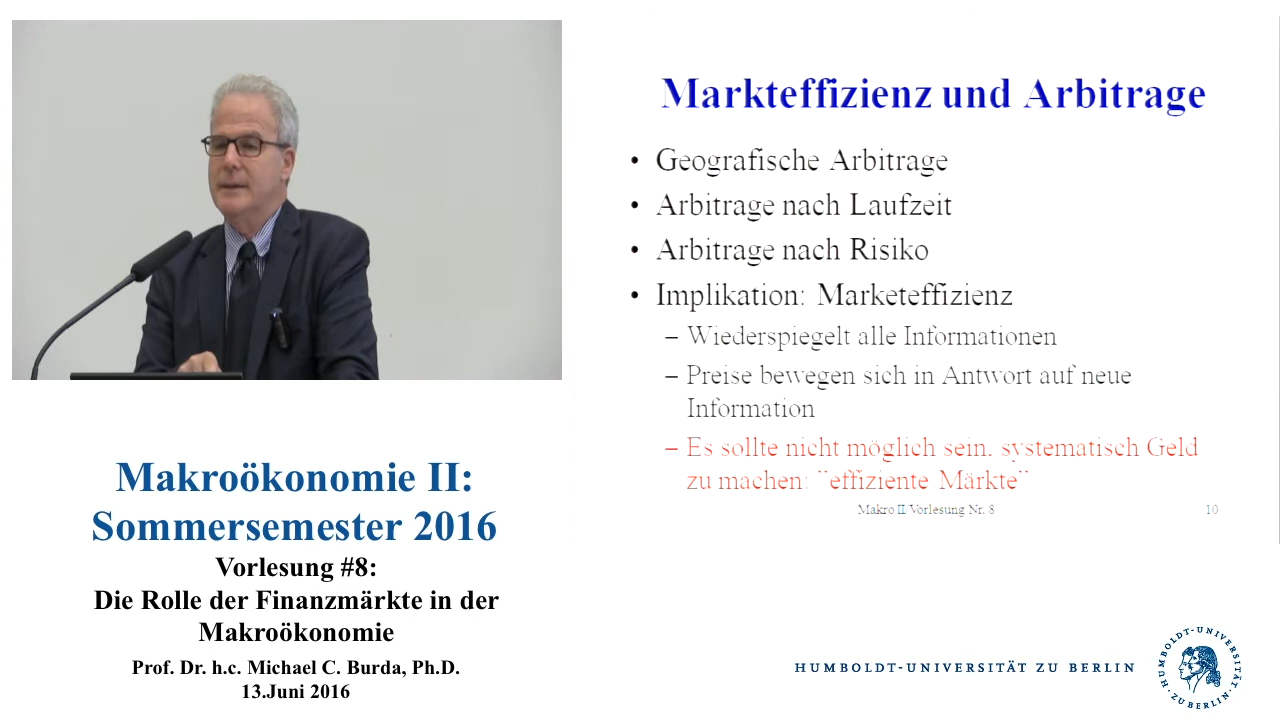 Markteffizienz und Arbitrage
• Geografische Arbitrage
• Arbitrage nach Laufzeit
• Arbitrage nach Risiko
• Implikation: Marketeffizienz
– Wiederspiegelt alle Informationen
– Preise bewegen sich in Antwort auf neue
Information
– Es sollte nicht möglich sein, systematisch Geld
zu machen: "effiziente Märkte"
Makro II/Vorlesung Nr. 8
10
Makroökonomie II:
Sommersemester 2016
Vorlesung #8:
Die Rolle der Finanzmärkte in der
Makroökonomie
Prof. Dr. h.c. Michael C. Burda, Ph.D.
13.Juni 2016
HUMBOLDT-UNIVERSITÄT ZU BERLIN
HUMBOLDT-UNIVERSITÄT
ZU BERLIN